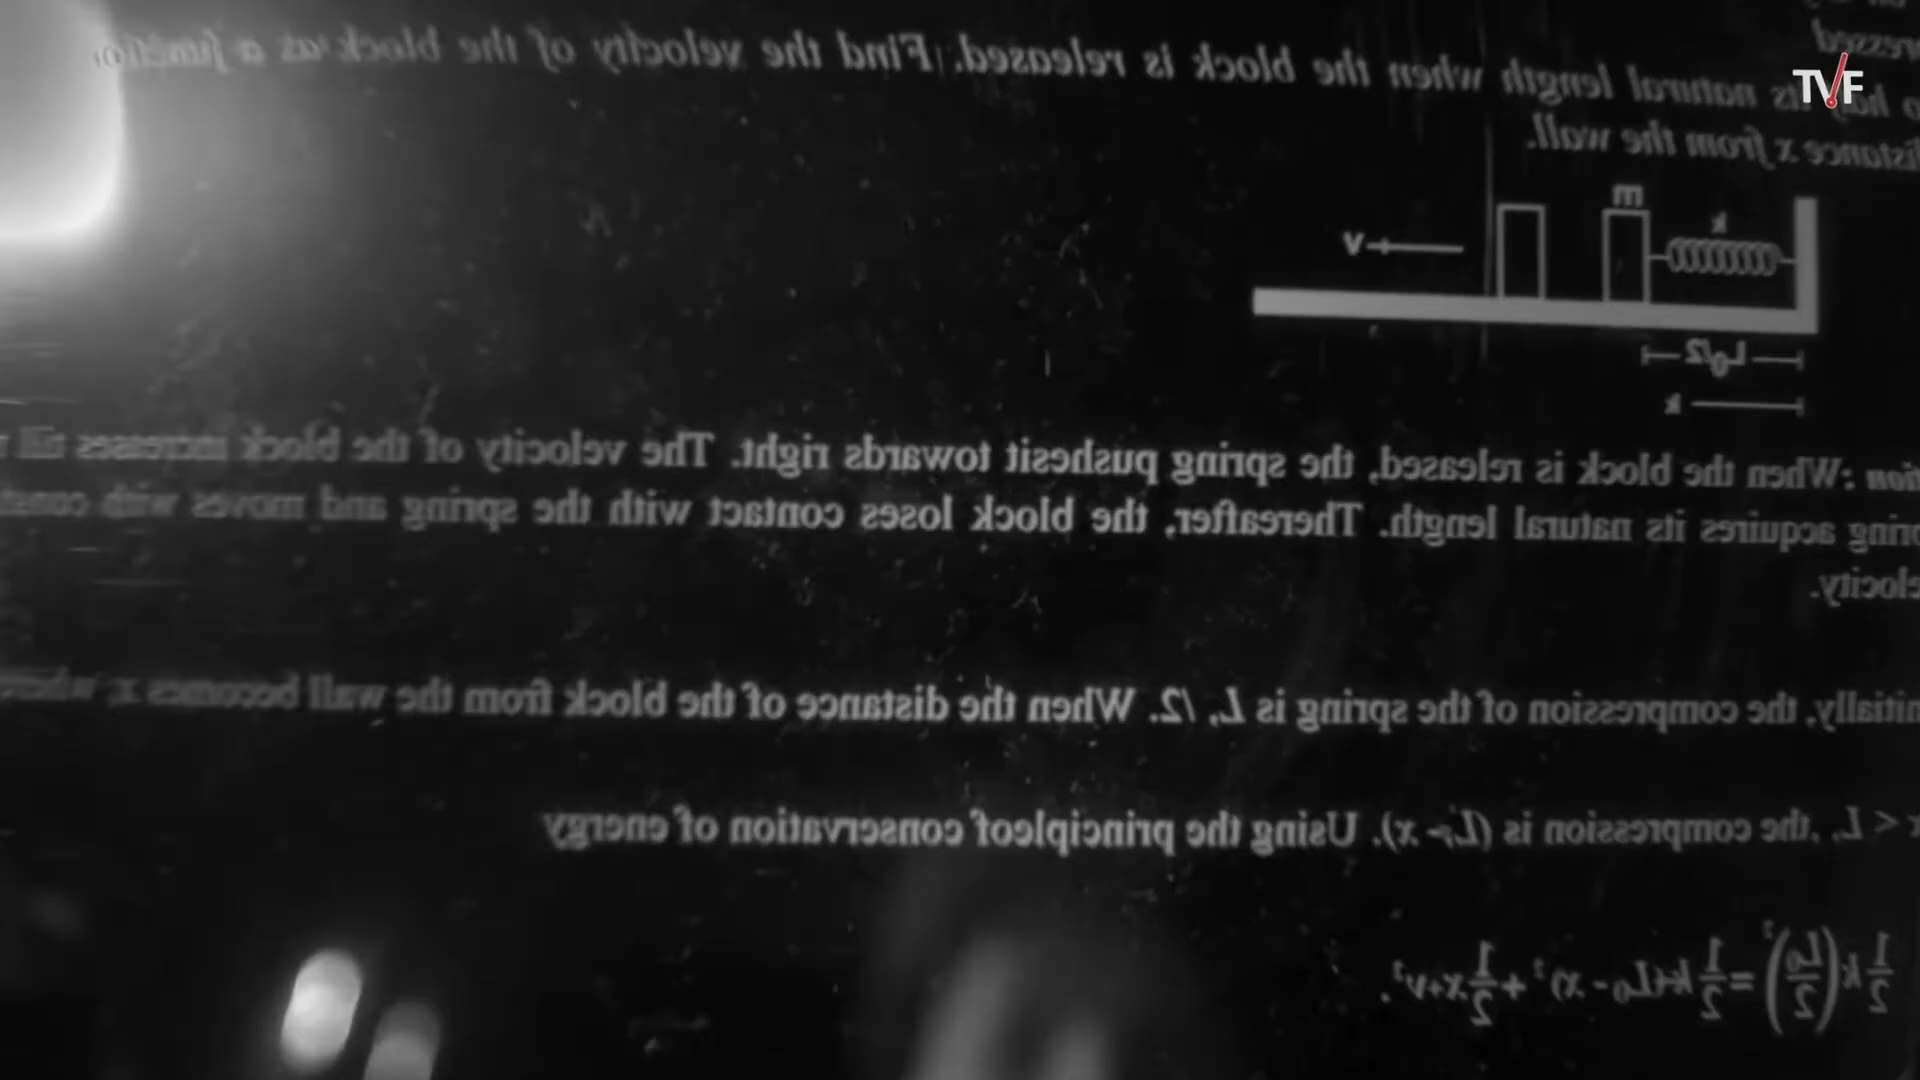 TVF
ressed
o half its natural length when the block is released. Find the velocity of the block as a function
istance x from the wall.
m
k
v
L₀/2
k
tion :When the block is released, the spring pushesit towards right. The velocity of the block increases till
pring acquires its natural length. Thereafter, the block loses contact with the spring and moves with const
elocity.
nitially, the compression of the spring is L, /2. When the distance of the block from the wall becomes x, where
x < L, .the compression is (L,- x). Using the principleof conservation of energy
1/2 k (L₀/2)² = 1/2 k+(L₀ - x)² + 1/2 x+v².